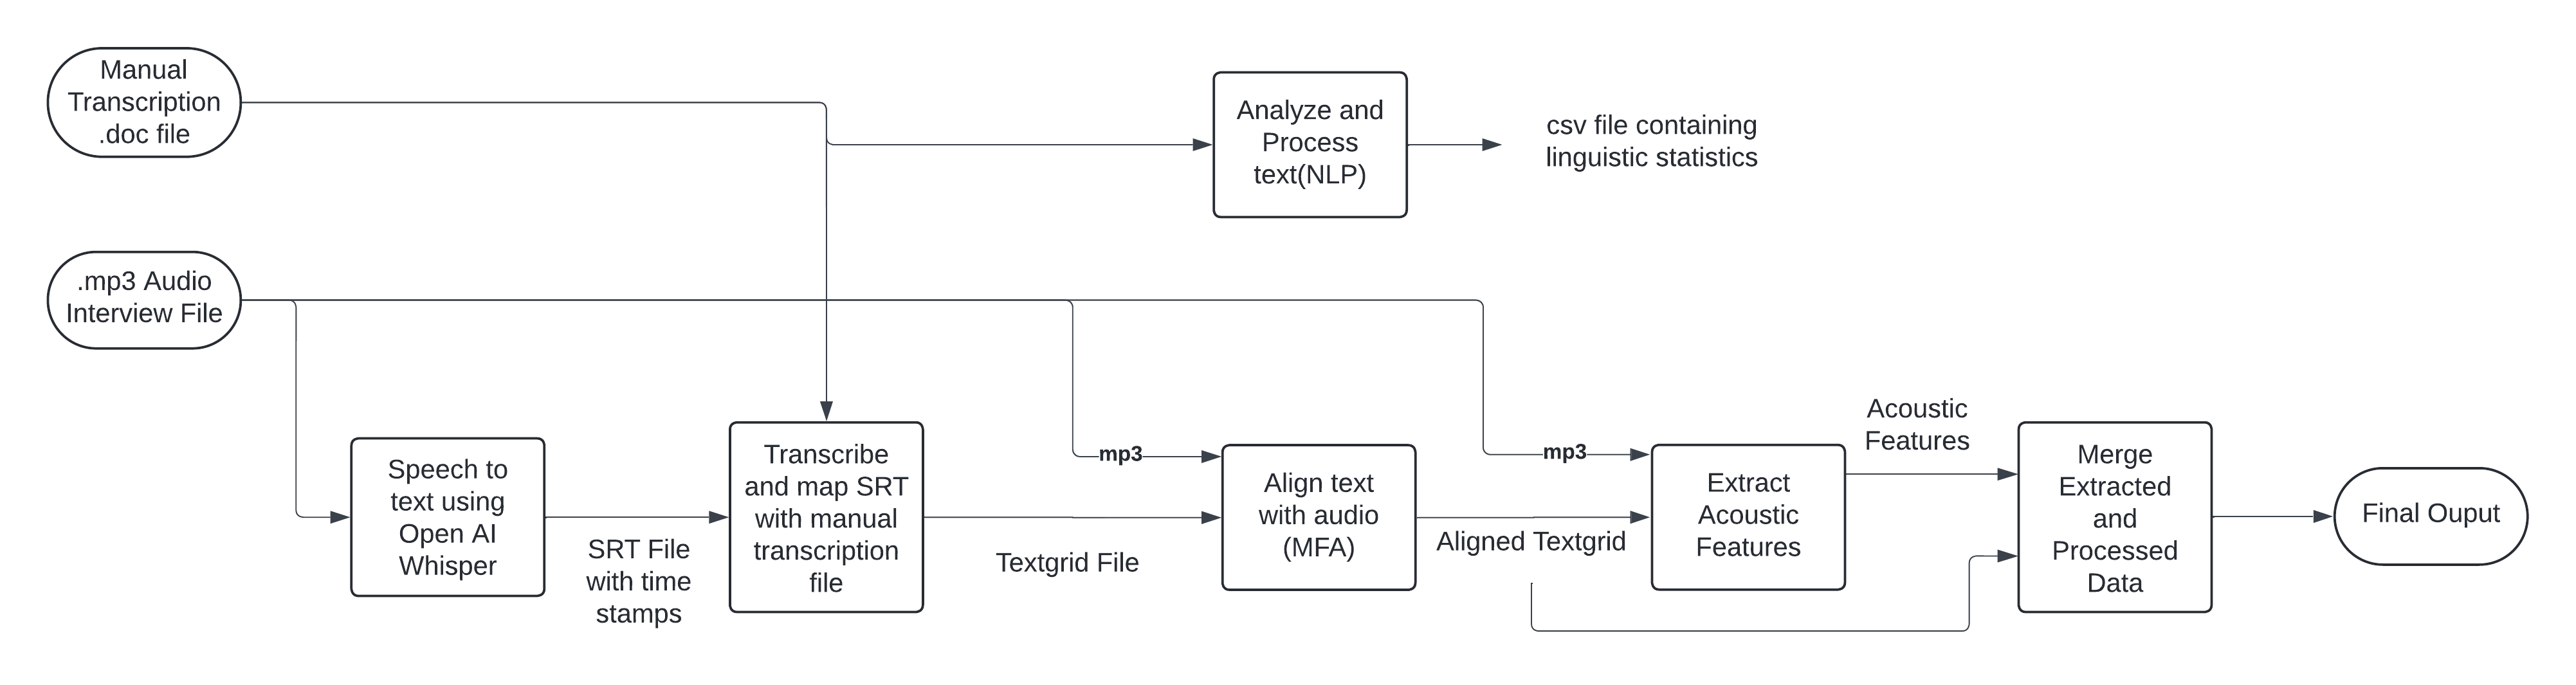 Manual
Transcription
.doc file
Analyze and
Process
text(NLP)
csv file containing
linguistic statistics
.mp3 Audio
Interview File
Speech to
text using
Open AI
Whisper
SRT File
with time
stamps
Transcribe
and map SRT
with manual
transcription
file
Textgrid File
mp3
Align text
with audio
(MFA)
Aligned Textgrid
mp3
Extract
Acoustic
Features
Acoustic
Features
Merge
Extracted
and
Processed
Data
Final Ouput